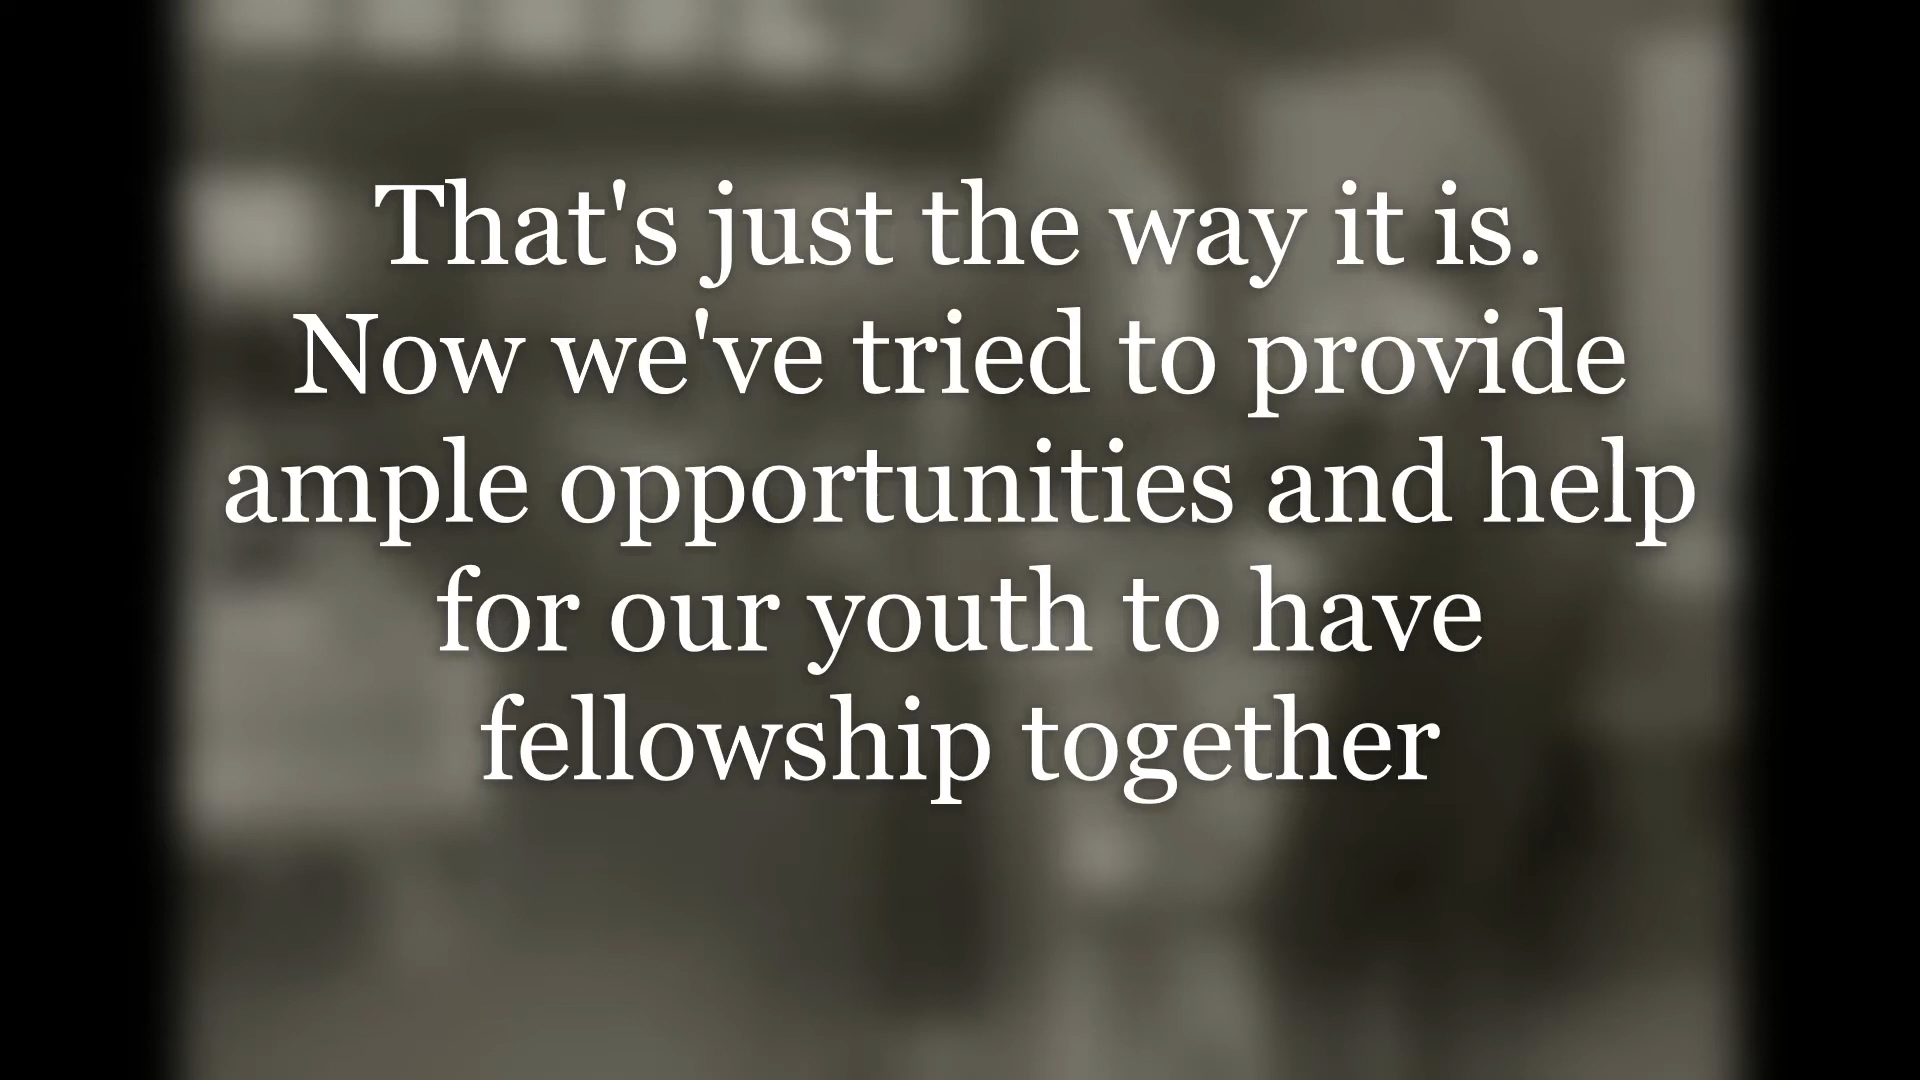 That's just the way it is.
Now we've tried to provide
ample opportunities and help
for our youth to have
fellowship together